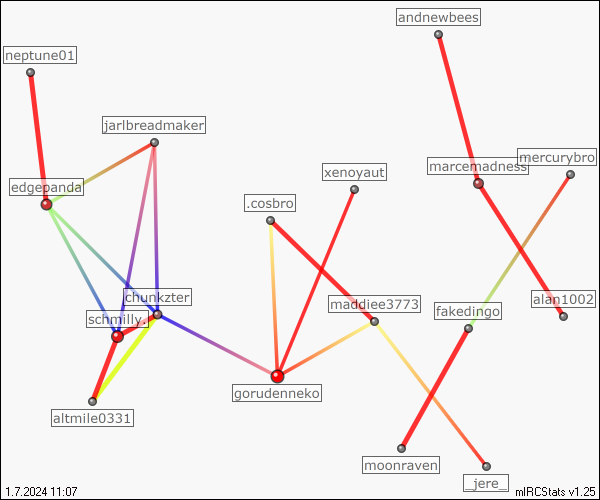 andnewbees
neptune01
jarlbreadmaker
mercurybro
marcemadness
xenoyaut
edgepanda
.cosbro
chunkzter
alan1002
maddiee3773
fakedingo
schmilly.
gorudenneko
altmile0331
moonraven
_jere_
1.7.2024 11:07
mIRCStats v1.25